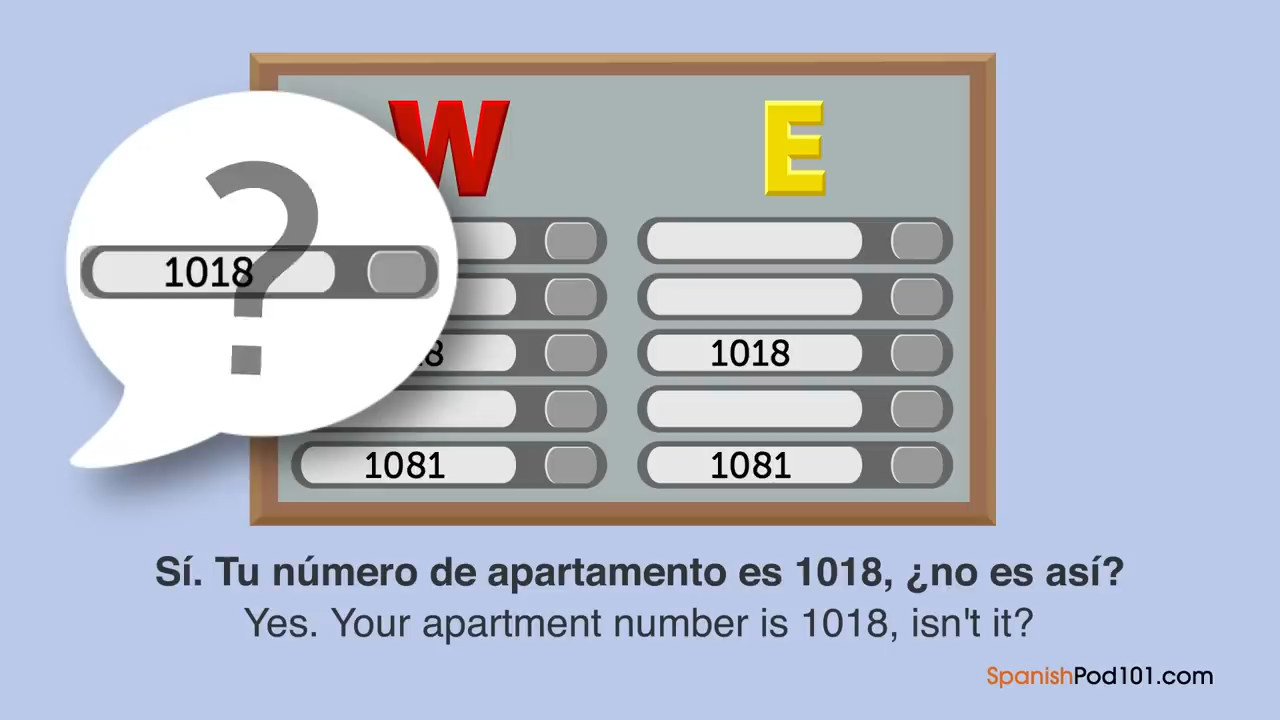 W E
1018
1018
1081 1081
Sí. Tu número de apartamento es 1018, ¿no es así?
Yes. Your apartment number is 1018, isn't it?
SpanishPod101.com